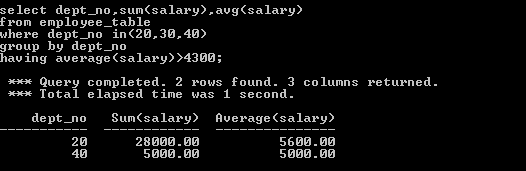 select dept_no,sum(salary),avg(salary)
from employee_table
where dept_no in(20,30,40)
group by dept_no
having average(salary)>4300;
*** Query completed. 2 rows found. 3 columns returned.
*** Total elapsed time was 1 second.
dept_no Sum(salary) Average(salary)
----------- --------------- ---------------
20 28000.00 5600.00
40 5000.00 5000.00